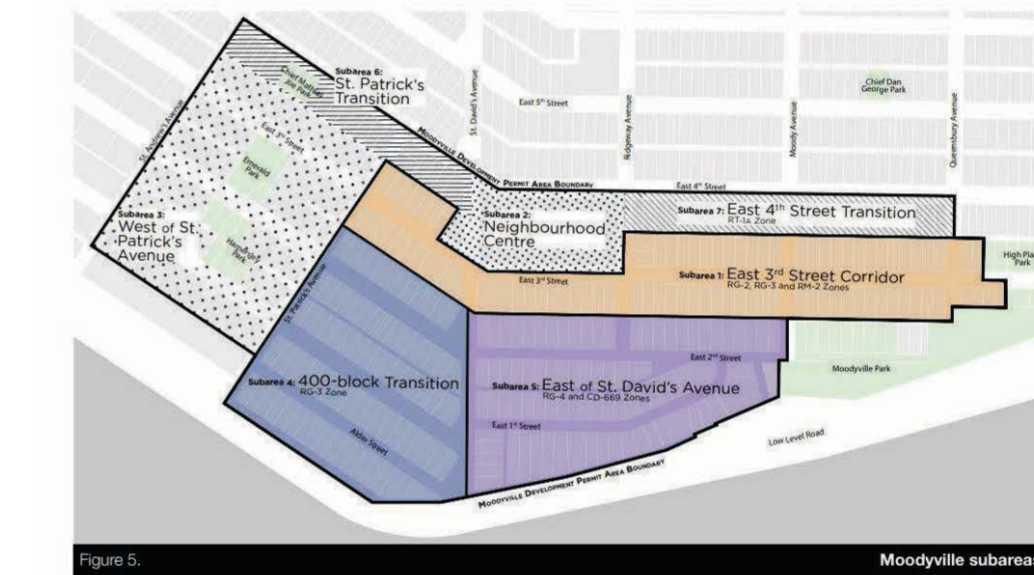 Subarea 6:
St. Patrick's
Transition
Chief Mathias
Joe Park
St. Andrew's Avenue
East 3rd Street
Emerald
Park
St. David's Avenue
East 5th Street
Ridgeway Avenue
Moody Avenue
Chief Dan
George Park
Queensbury Avenue
Moodyville Development Permit Area Boundary
East 4th Street
Subarea 3:
West of St.
Patrick's
Avenue
Park
Subarea 2:
Neighbourhood
Centre
Subarea 7: East 4th Street Transition
RT-1A Zone
East 3rd Street
Subarea 1: East 3rd Street Corridor
RG-2, RG-3 and RM-2 Zones
Park
St. Patrick's Avenue
Subarea 4: 400-block Transition
RG-3 Zone
Alder Street
East 2nd Street
Subarea 5: East of St. David's Avenue
RG-4 and CD-669 Zones
East 1st Street
Moodyville Park
Low Level Road
Moodyville Development Permit Area Boundary
Figure 5.
Moodyville subareas